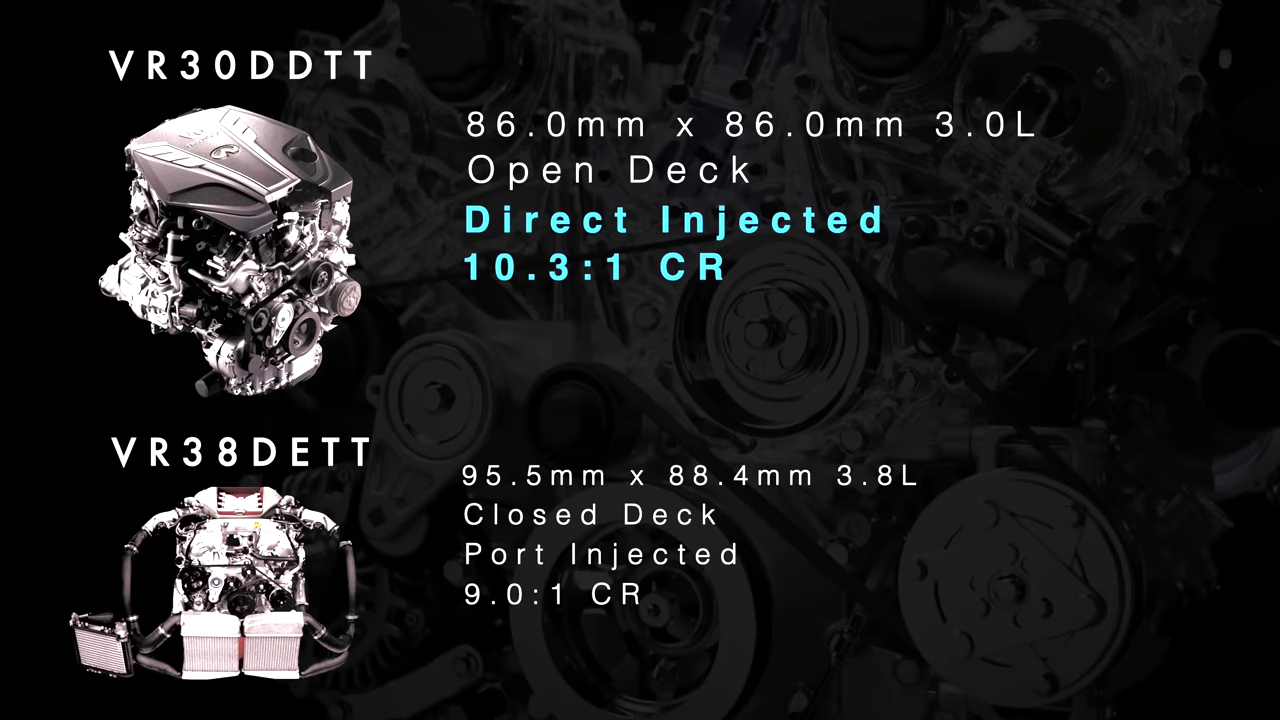 VR30DDTT
86.0mm x 86.0mm 3.0L
Open Deck
Direct Injected
10.3:1 CR
VR38DETT
95.5mm x 88.4mm 3.8L
Closed Deck
Port Injected
9.0:1 CR